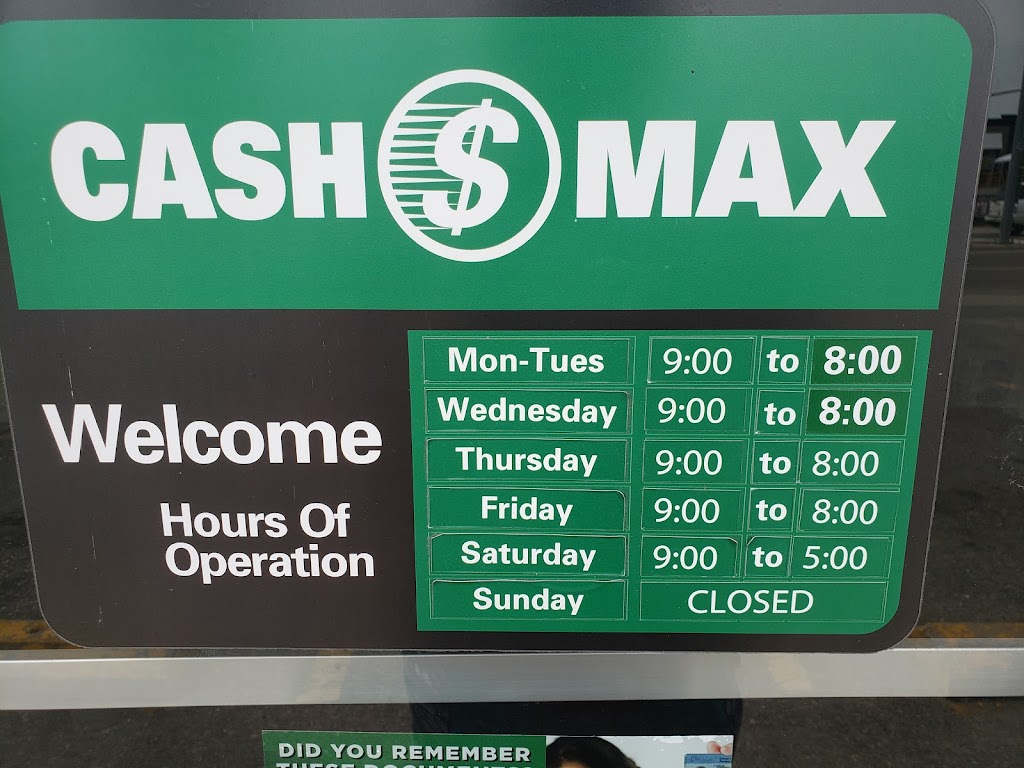 CASH $ MAX
Welcome
Hours Of
Operation
Mon-Tues 9:00 to 8:00
Wednesday 9:00 to 8:00
Thursday 9:00 to 8:00
Friday 9:00 to 8:00
Saturday 9:00 to 5:00
Sunday CLOSED
DID YOU REMEMBER
THESE DOCUMENTS?